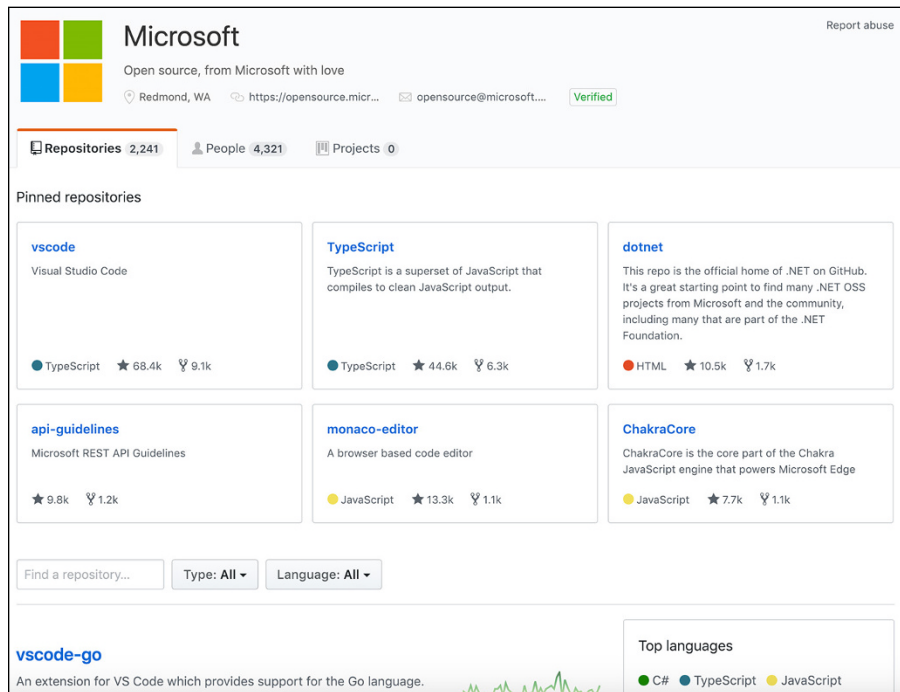 Microsoft
Report abuse
Open source, from Microsoft with love
Redmond, WA https://opensource.micr... opensource@microsoft.... Verified
Repositories 2,241 People 4,321 Projects 0
Pinned repositories
vscode
Visual Studio Code
TypeScript 68.4k 9.1k
TypeScript
TypeScript is a superset of JavaScript that
compiles to clean JavaScript output.
TypeScript 44.6k 6.3k
dotnet
This repo is the official home of .NET on GitHub.
It's a great starting point to find many .NET OSS
projects from Microsoft and the community,
including many that are part of the .NET
Foundation.
HTML 10.5k 1.7k
api-guidelines
Microsoft REST API Guidelines
9.8k 1.2k
monaco-editor
A browser based code editor
JavaScript 13.3k 1.1k
ChakraCore
ChakraCore is the core part of the Chakra
JavaScript engine that powers Microsoft Edge
JavaScript 7.7k 1.1k
Find a repository... Type: All Language: All
vscode-go
An extension for VS Code which provides support for the Go language.
Top languages
C# TypeScript JavaScript